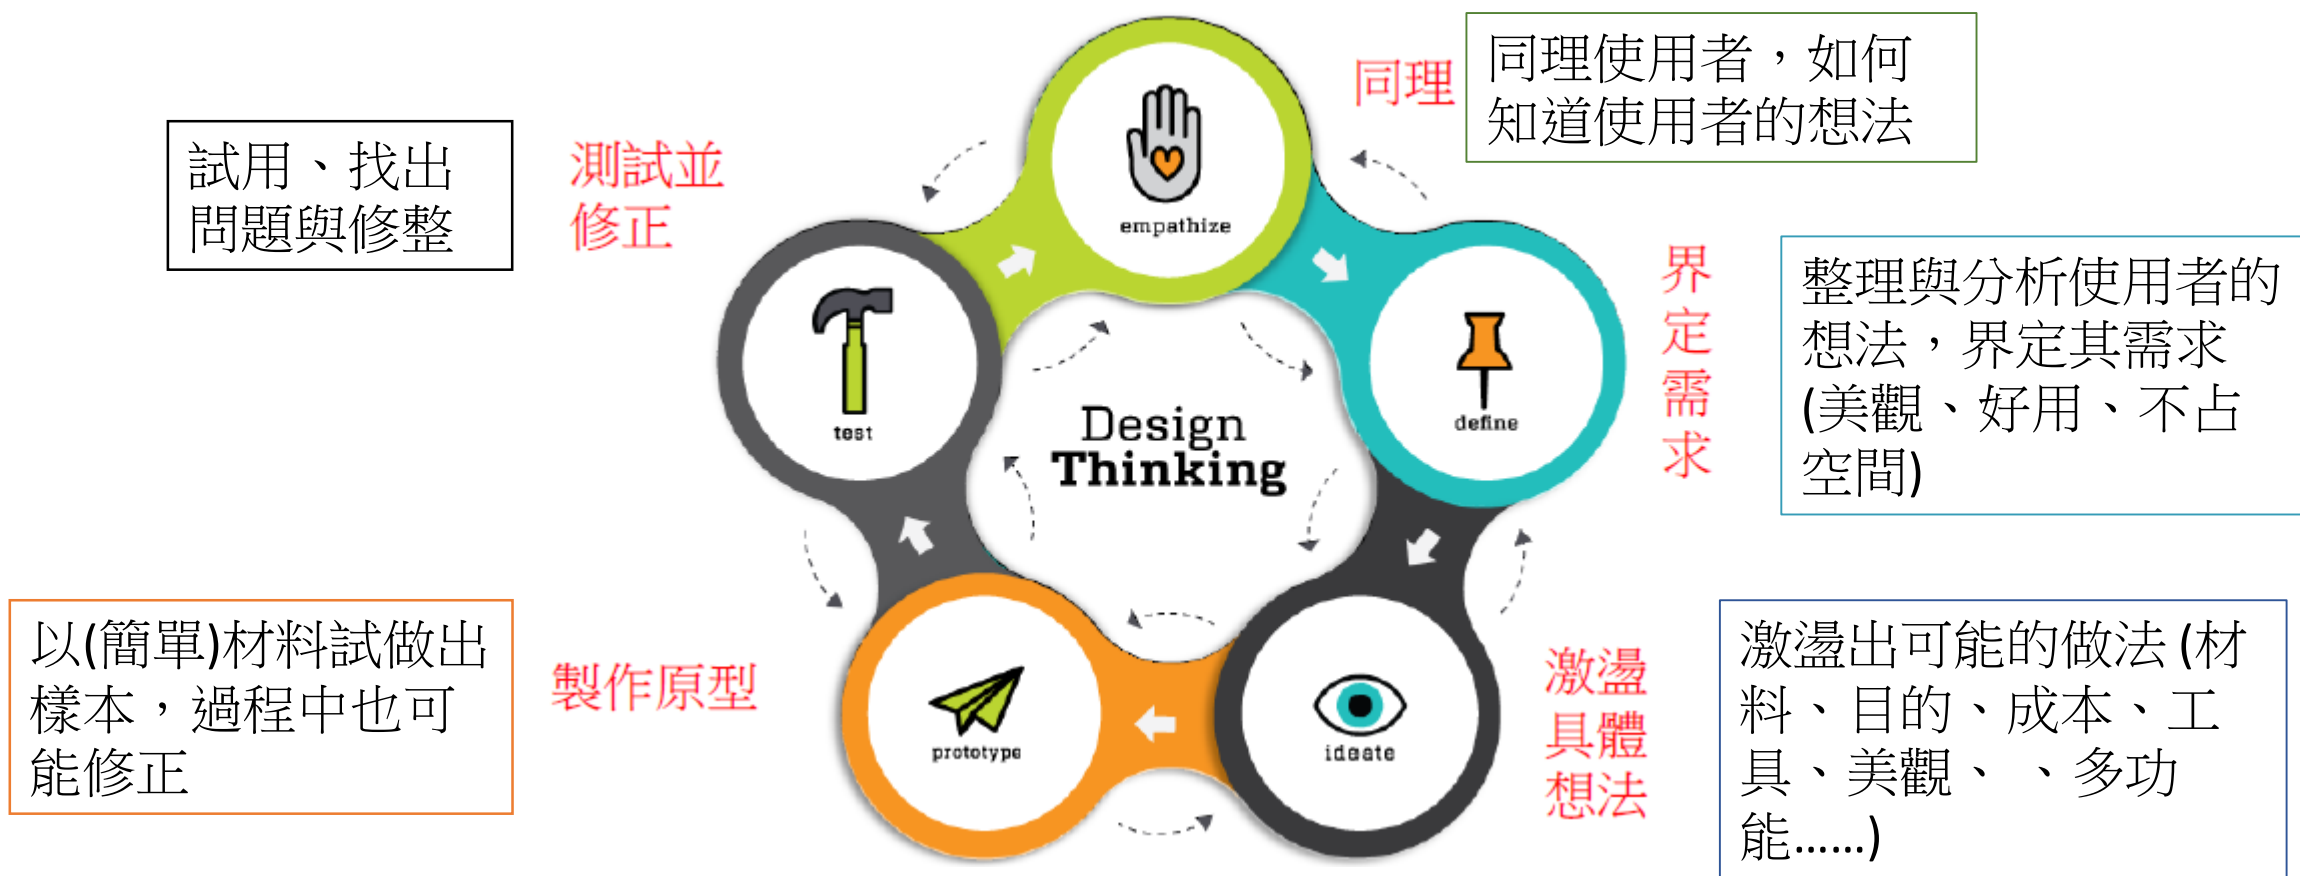 同理
同理使用者，如何
知道使用者的想法
empathize
界
定
需
求
整理與分析使用者的
想法，界定其需求
(美觀、好用、不占
空間)
define
激盪
具體
想法
激盪出可能的做法 (材
料、目的、成本、工
具、美觀、 、多功
能……)
ideate
製作原型
以(簡單)材料試做出
樣本，過程中也可
能修正
prototype
測試並
修正
試用、找出
問題與修整
test
Design
Thinking